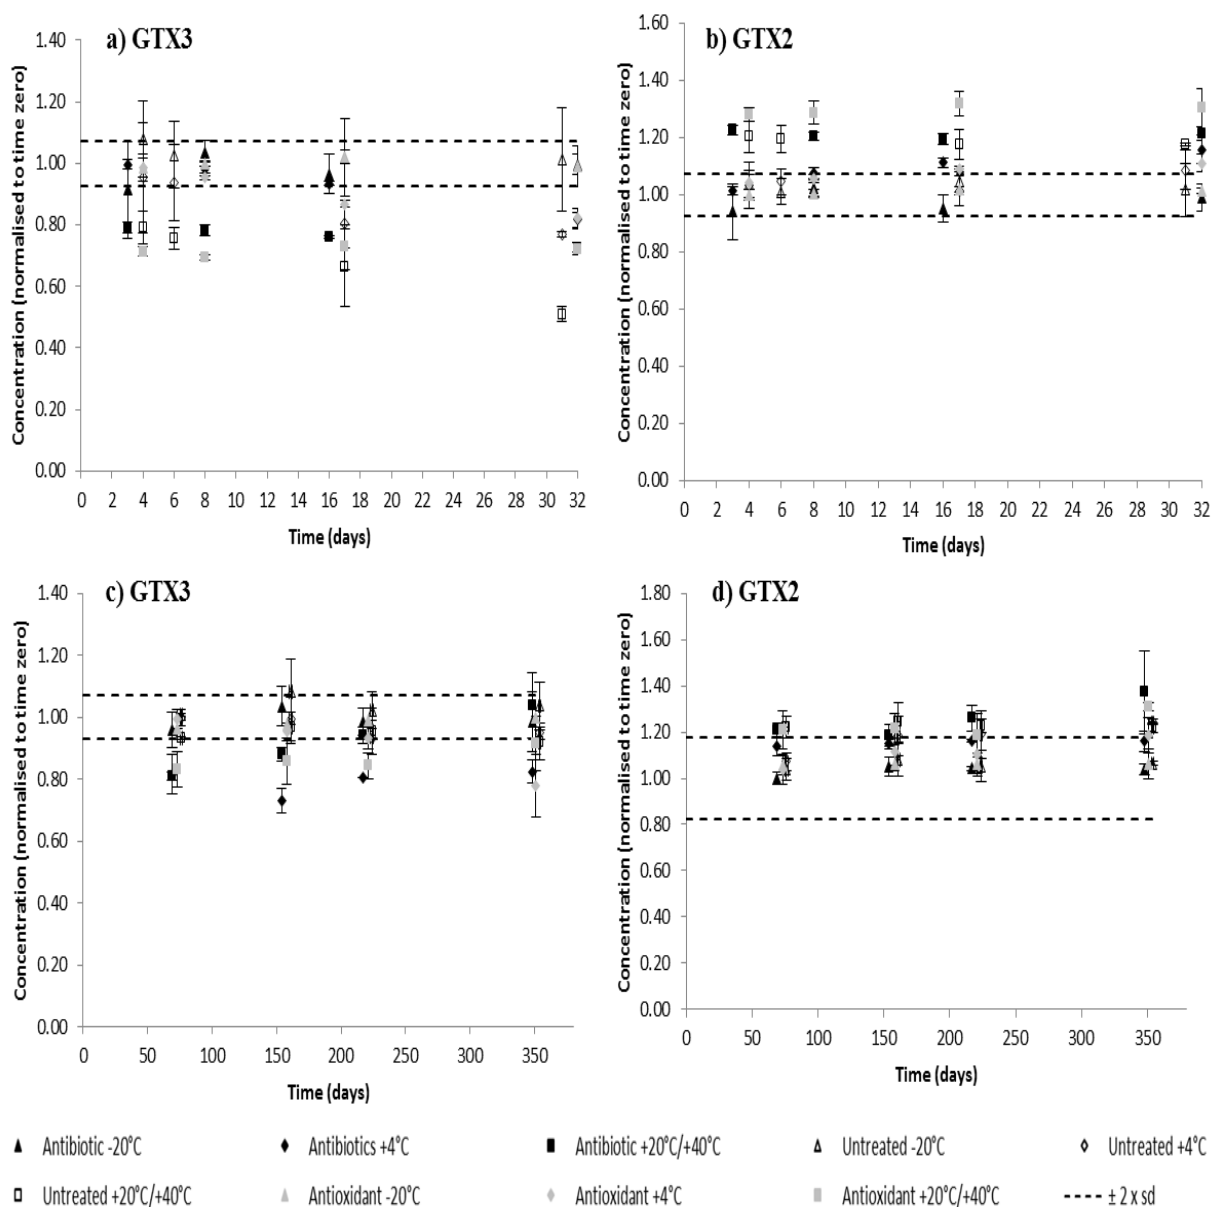 a) GTX3
Concentration (normalised to time zero)
1.40
1.20
1.00
0.80
0.60
0.40
0.20
0.00
0 2 4 6 8 10 12 14 16 18 20 22 24 26 28 30 32
Time (days)
b) GTX2
Concentration (normalised to time zero)
1.60
1.40
1.20
1.00
0.80
0.60
0.40
0.20
0.00
0 2 4 6 8 10 12 14 16 18 20 22 24 26 28 30 32
Time (days)
c) GTX3
Concentration (normalised to time zero)
1.40
1.20
1.00
0.80
0.60
0.40
0.20
0.00
0 50 100 150 200 250 300 350
Time (days)
d) GTX2
Concentration (normalised to time zero)
1.80
1.60
1.40
1.20
1.00
0.80
0.60
0.40
0.20
0.00
0 50 100 150 200 250 300 350
Time (days)
Antibiotic -20°C Antibiotics +4°C Antibiotic +20°C/+40°C Untreated -20°C Untreated +4°C
Untreated +20°C/+40°C Antioxidant -20°C Antioxidant +4°C Antioxidant +20°C/+40°C ± 2 x sd